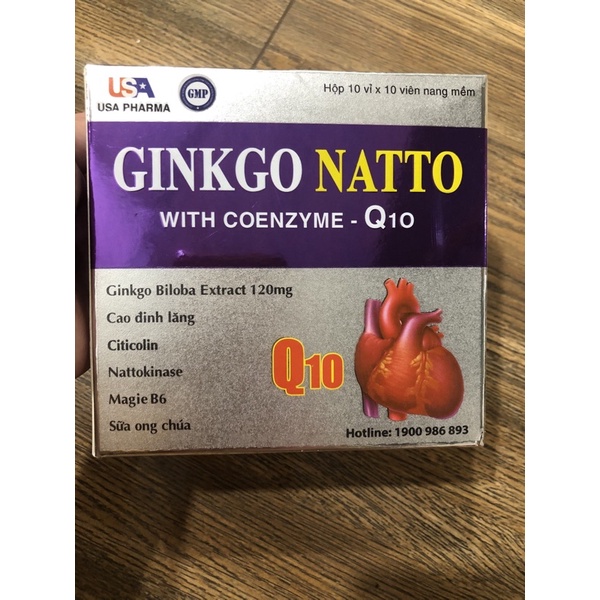 USA
USA PHARMA
GMP
Hộp 10 vỉ x 10 viên nang mềm
GINKGO NATTO
WITH COENZYME - Q10
Ginkgo Biloba Extract 120mg
Cao đinh lăng
Citicolin
Nattokinase
Magie B6
Sữa ong chúa
Q10
Hotline: 1900 986 893